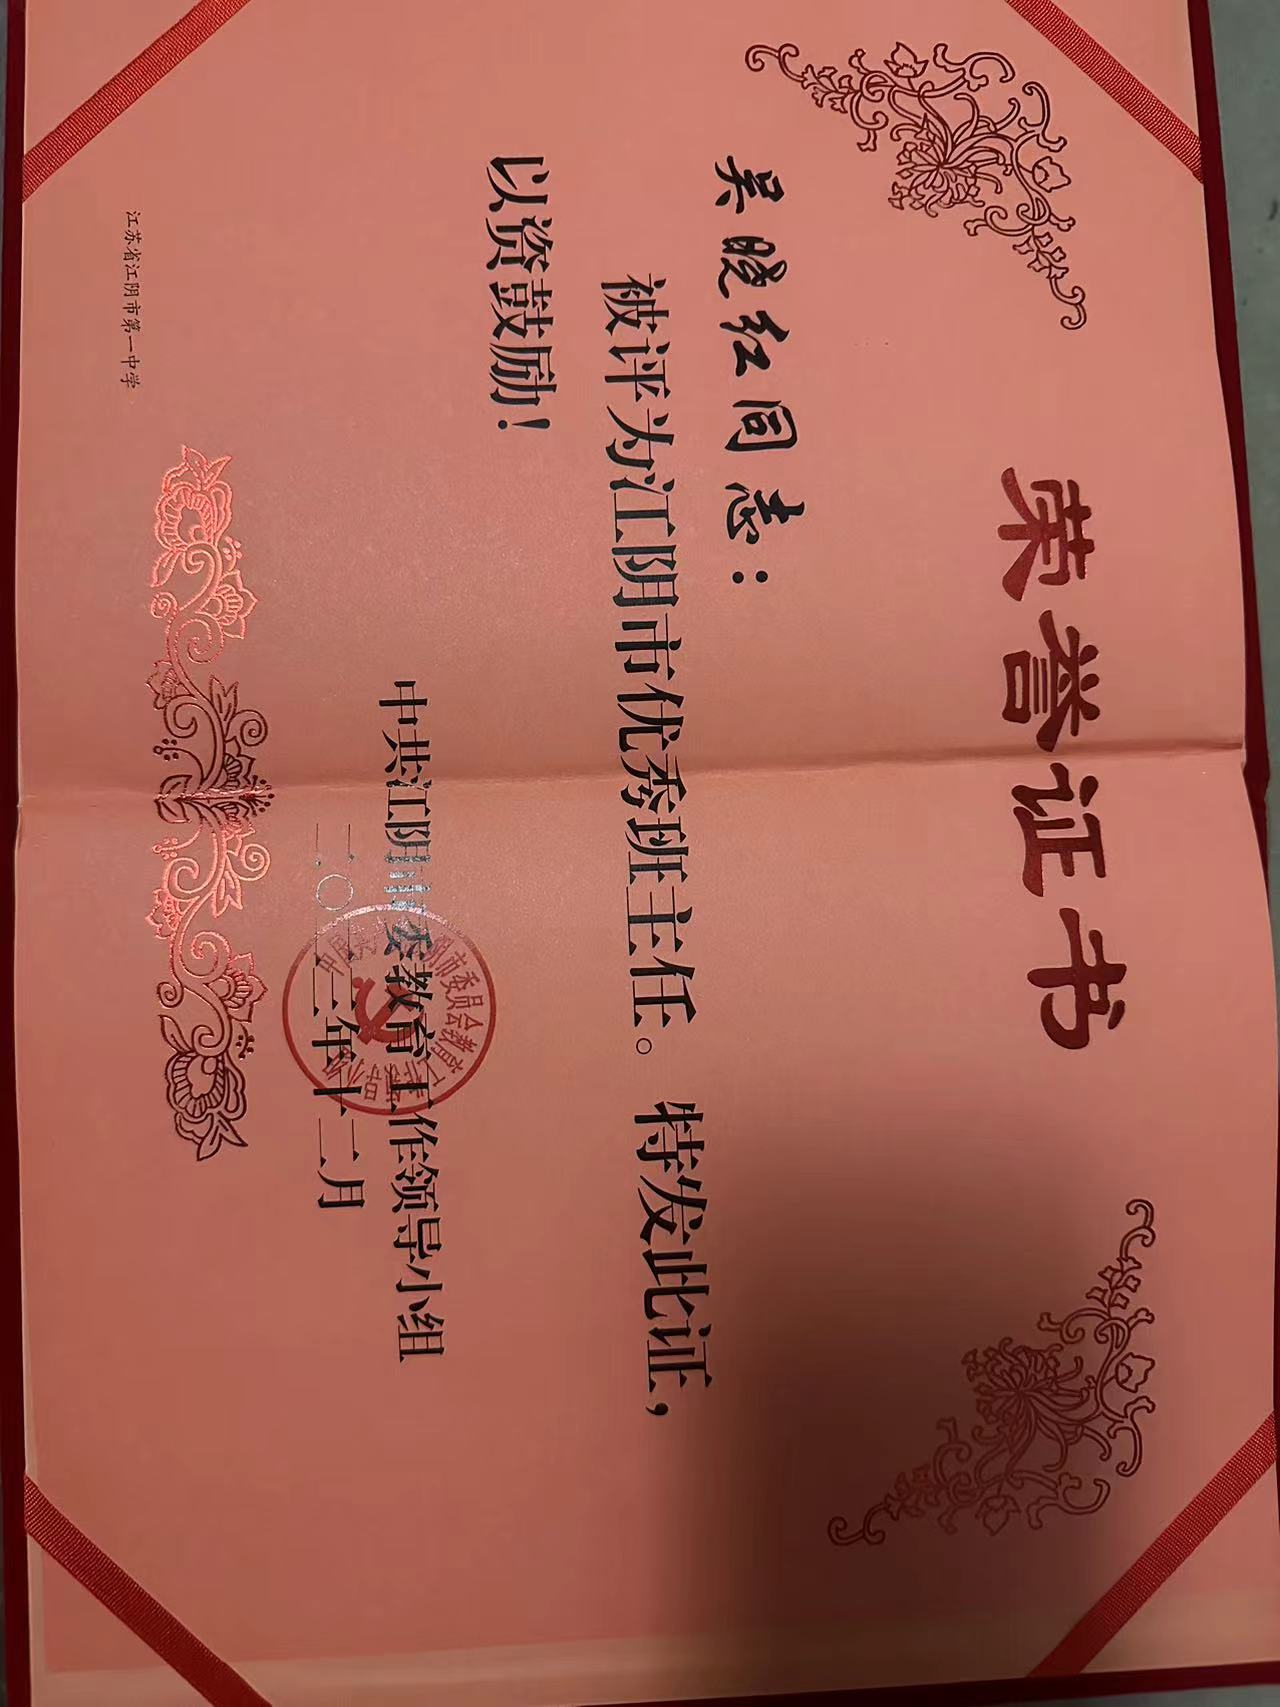 荣誉证书
吴晓红同志：
被评为江阴市优秀班主任。特发此证，
以资鼓励！
中共江阴市委教育工作领导小组
二〇二三年十二月
江苏省江阴市第一中学